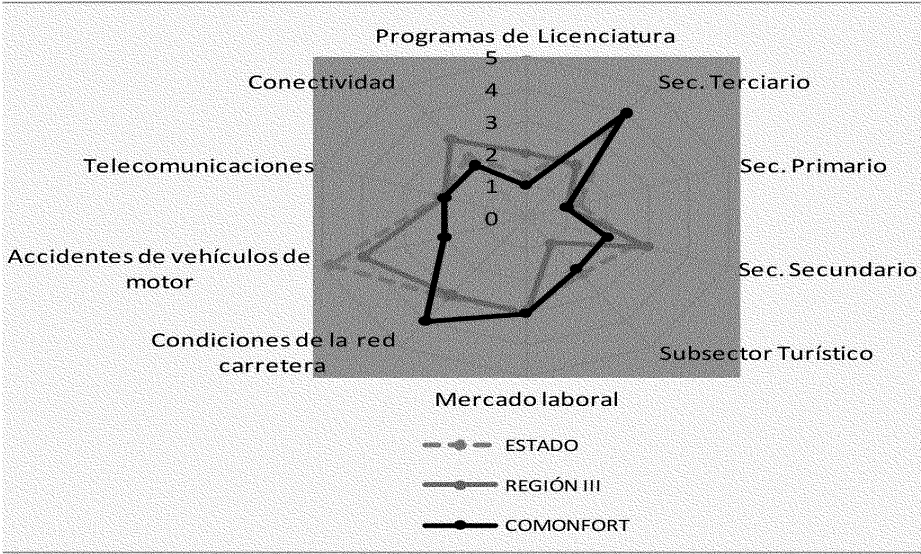 Programas de Licenciatura
5
Conectividad
Sec. Terciario
4
3
Telecomunicaciones
2
Sec. Primario
1
0
Accidentes de vehículos de
motor
Sec. Secundario
Condiciones de la red
carretera
Subsector Turístico
Mercado laboral
ESTADO
REGIÓN III
COMONFORT